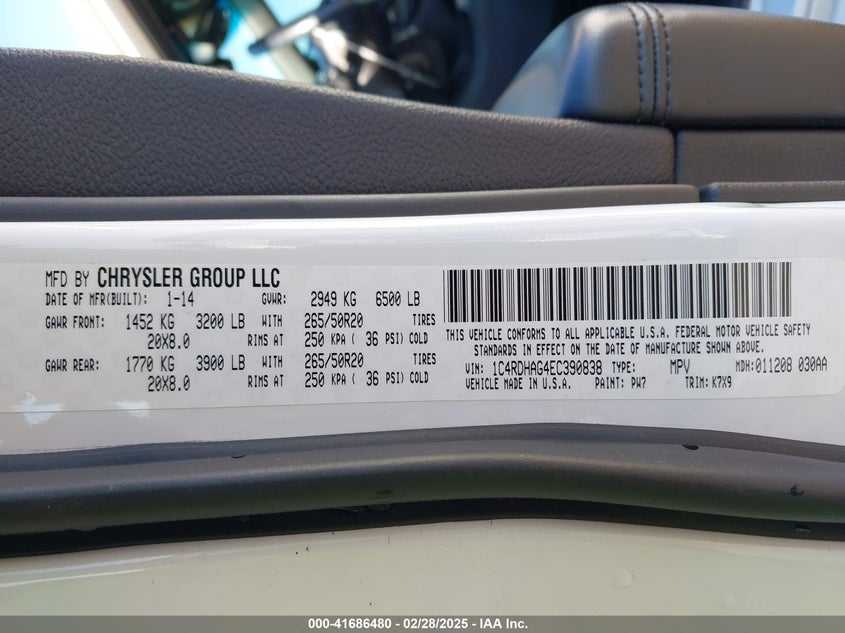 MFD BY CHRYSLER GROUP LLC
DATE OF MFR(BUILT): 1-14 GVWR: 2949 KG 6500 LB
GAWR FRONT: 1452 KG 3200 LB WITH 265/50R20 TIRES
20X8.0 RIMS AT 250 KPA ( 36 PSI) COLD
GAWR REAR: 1770 KG 3900 LB WITH 265/50R20 TIRES
20X8.0 RIMS AT 250 KPA ( 36 PSI) COLD
THIS VEHICLE CONFORMS TO ALL APPLICABLE U.S.A. FEDERAL MOTOR VEHICLE SAFETY
STANDARDS IN EFFECT ON THE DATE OF MANUFACTURE SHOWN ABOVE.
VIN: 1C4RDHAG4EC390838 TYPE: MPV MDH:011208 030AA
VEHICLE MADE IN U.S.A. PAINT: PW7 TRIM: K7X9
000-41686480 - 02/28/2025 - Copyright © 2025 IAA, Inc.